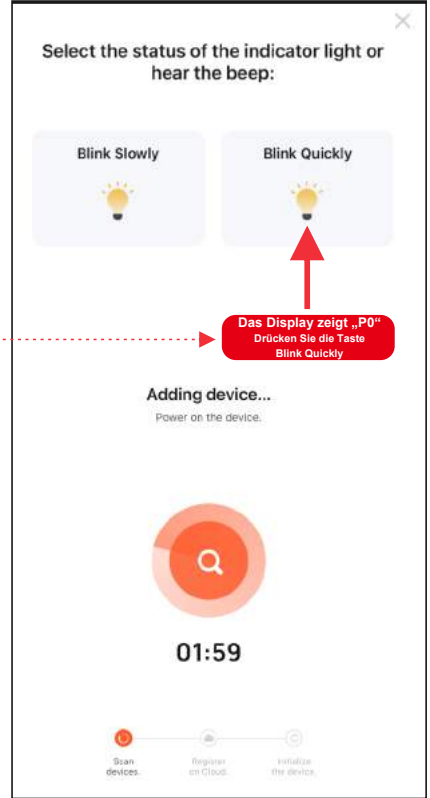 Select the status of the indicator light or
hear the beep:
Blink Slowly
Blink Quickly
Das Display zeigt „P0“
Drücken Sie die Taste
Blink Quickly
Adding device...
Power on the device.
01:59
Scan
devices.
Register
on Cloud.
Initialize
the device.